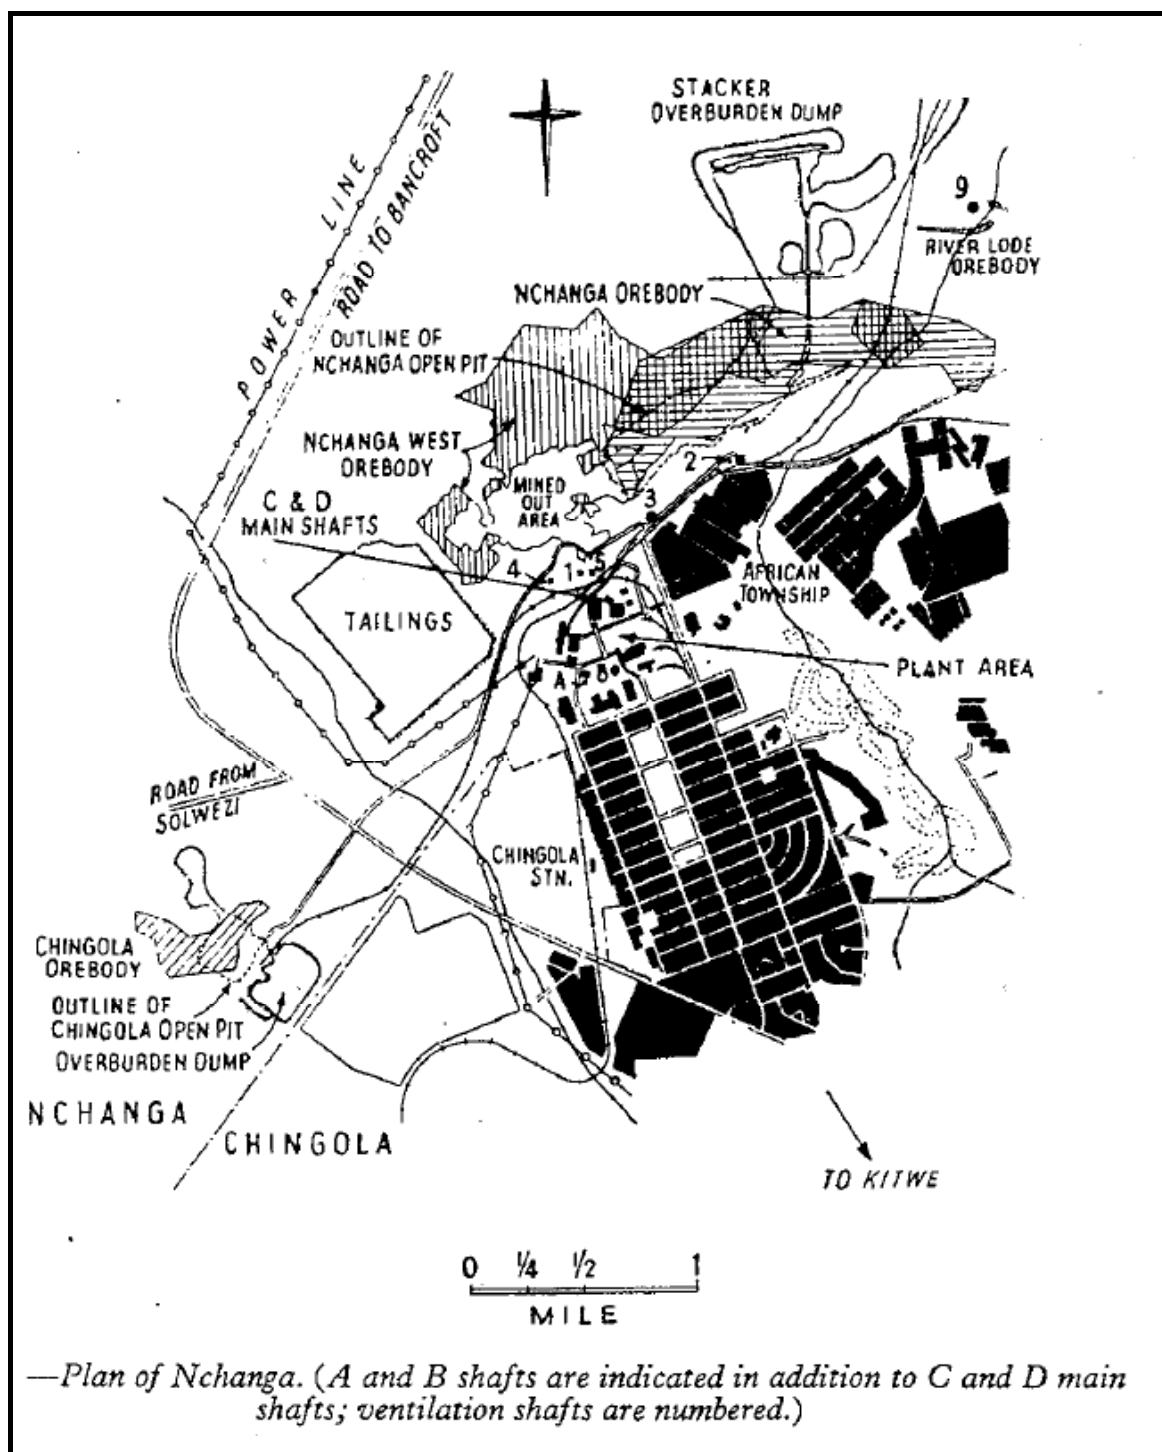 STACKER
OVERBURDEN DUMP
POWER LINE
ROAD TO BANCROFT
9
RIVER LODE
OREBODY
NCHANGA OREBODY
OUTLINE OF
NCHANGA OPEN PIT
NCHANGA WEST
OREBODY
2
MINED
OUT
AREA
C & D
MAIN SHAFTS
3
4
1
5
AFRICAN
TOWNSHIP
TAILINGS
PLANT AREA
A
B
ROAD FROM
SOLWEZI
CHINGOLA
STN.
CHINGOLA
OREBODY
OUTLINE OF
CHINGOLA OPEN PIT
OVERBURDEN DUMP
NCHANGA
CHINGOLA
TO KITWE
0 1/4 1/2 1
MILE
—Plan of Nchanga. (A and B shafts are indicated in addition to C and D main
shafts; ventilation shafts are numbered.)